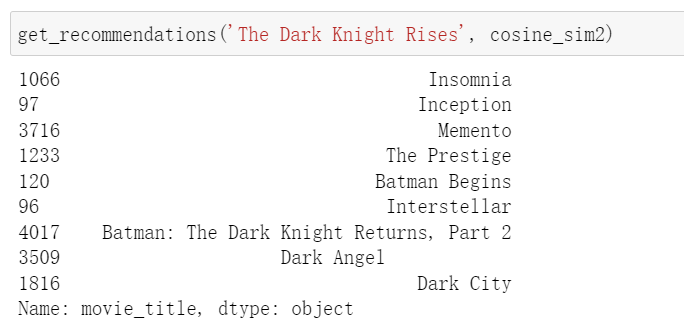 get_recommendations('The Dark Knight Rises', cosine_sim2)
1066 Insomnia
97 Inception
3716 Memento
1233 The Prestige
120 Batman Begins
96 Interstellar
4017 Batman: The Dark Knight Returns, Part 2
3509 Dark Angel
1816 Dark City
Name: movie_title, dtype: object